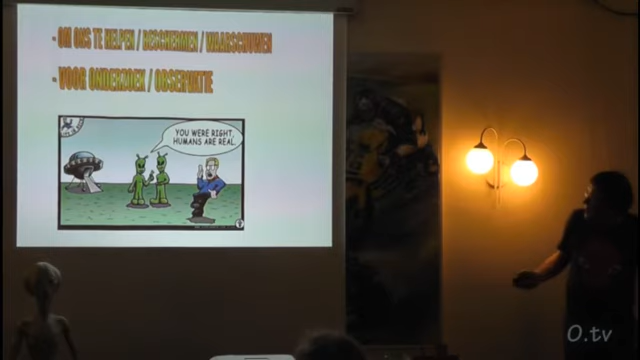 - OM ONS TE HELPEN / BESCHERMEN / WAARSCHUWEN
- VOOR ONDERZOEK / OBSERVATIE
YOU WERE RIGHT,
HUMANS ARE REAL.
O.tv